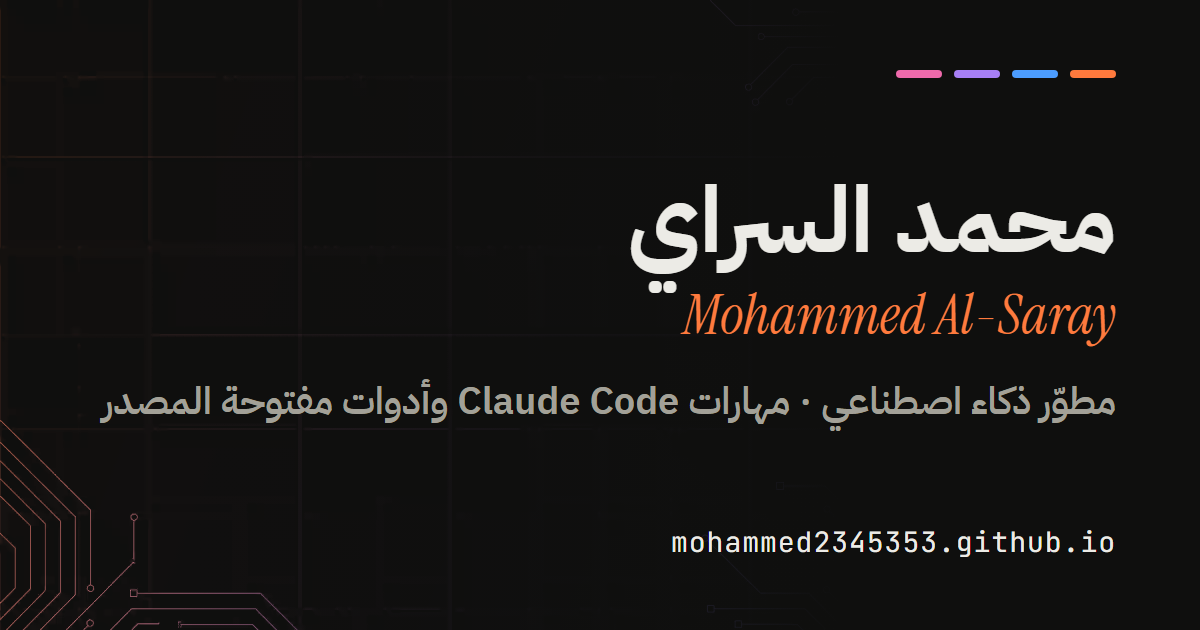 محمد السراي
Mohammed Al-Saray
مطوّر ذكاء اصطناعي · مهارات Claude Code وأدوات مفتوحة المصدر
mohammed2345353.github.io